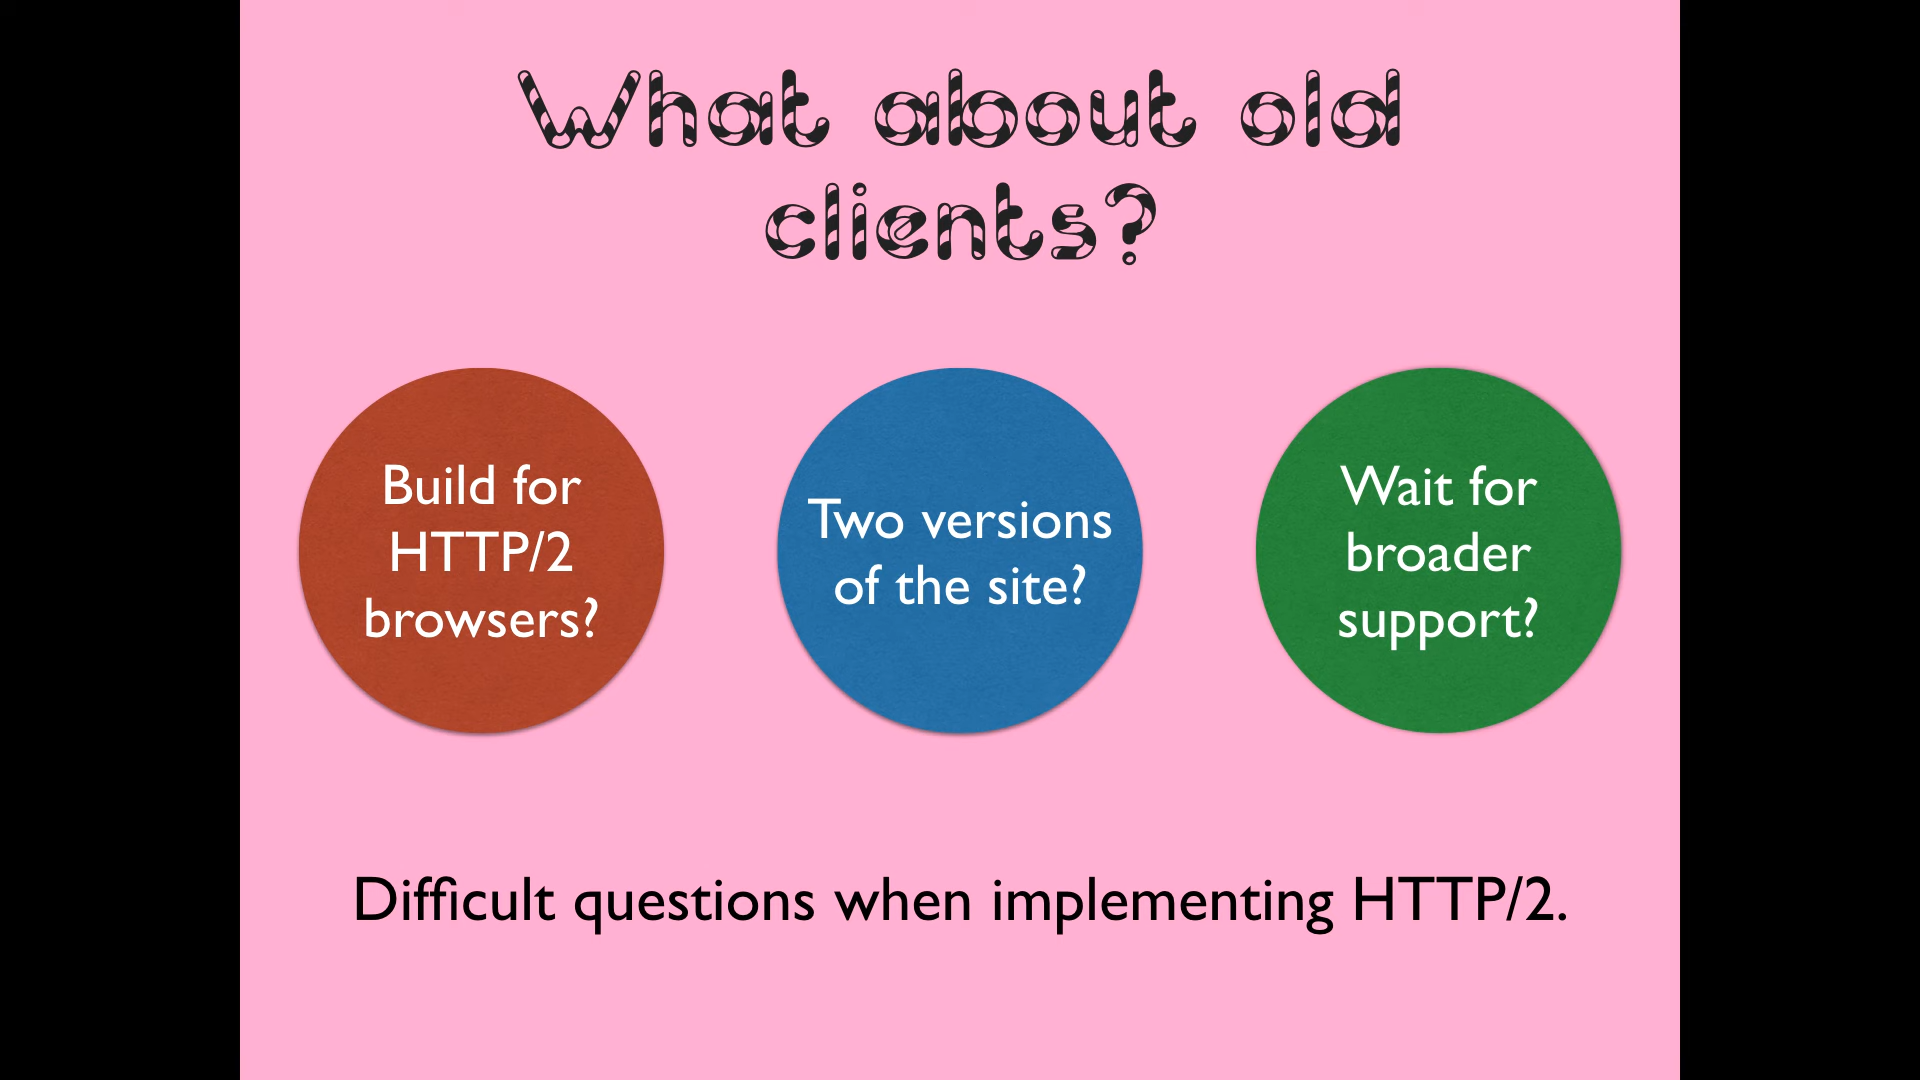 What about old
clients?
Build for
HTTP/2
browsers?
Two versions
of the site?
Wait for
broader
support?
Difficult questions when implementing HTTP/2.